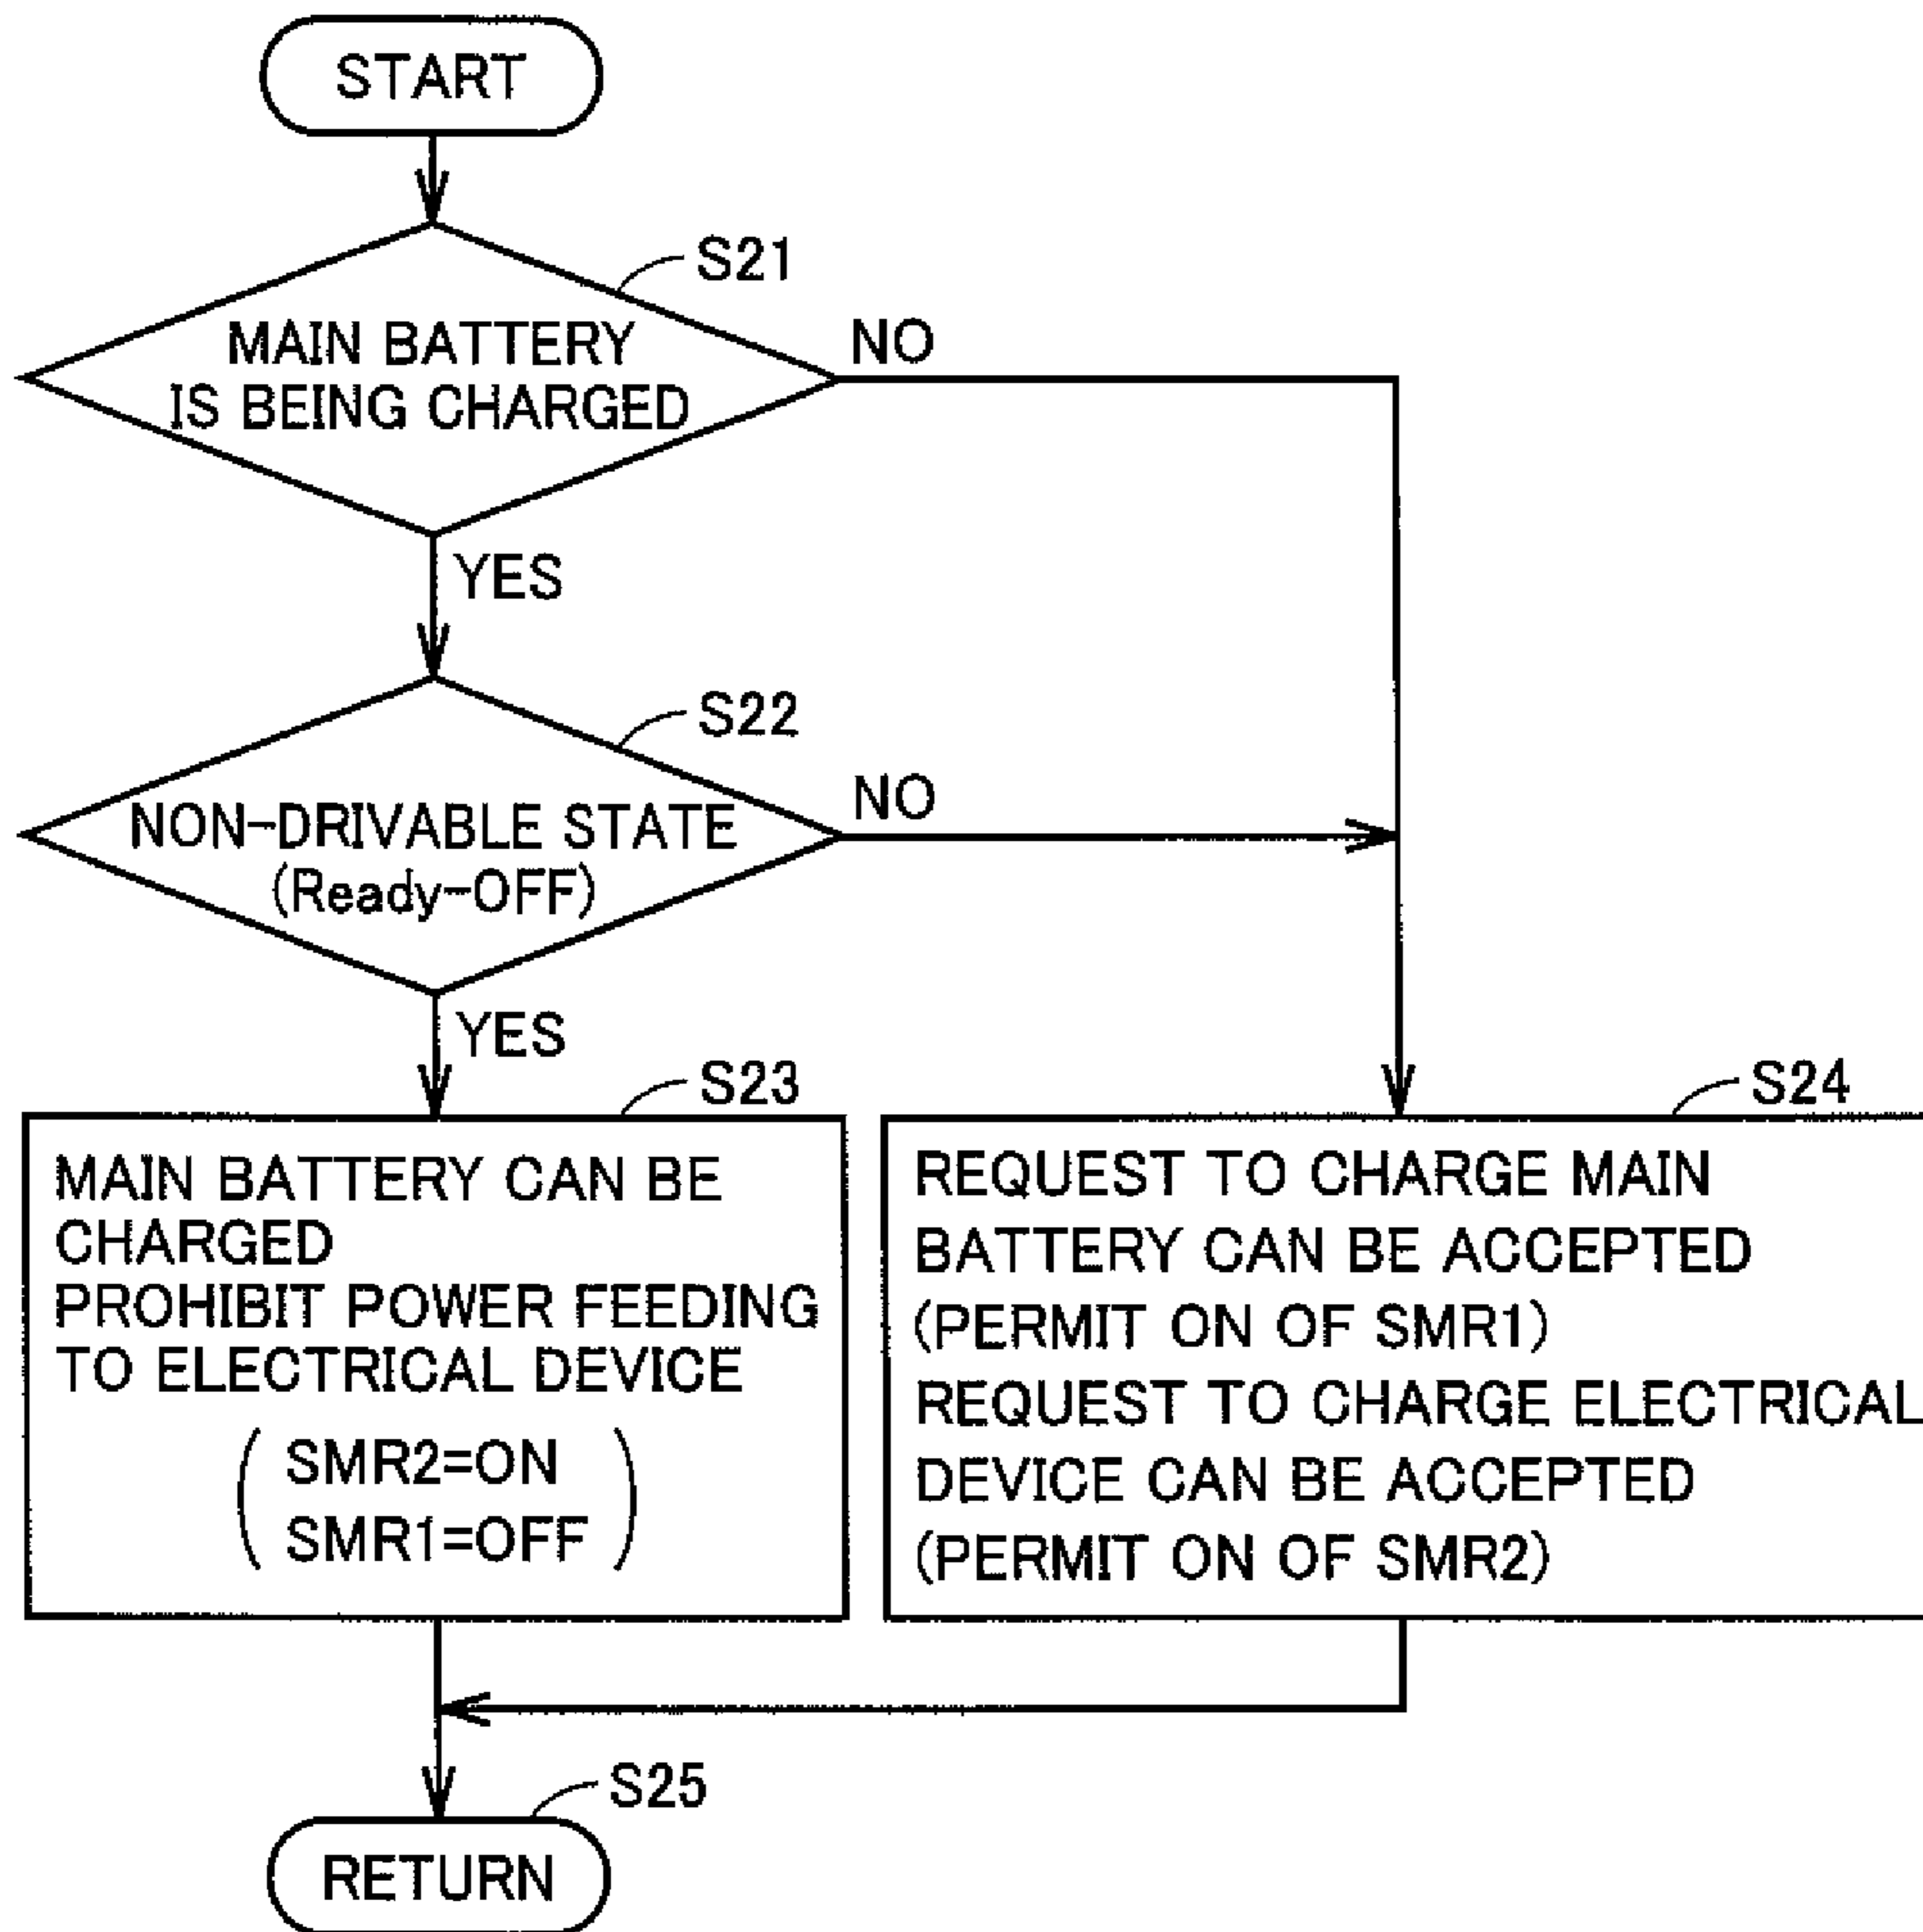 START
S21
MAIN BATTERY
IS BEING CHARGED
NO
YES
S22
NON-DRIVABLE STATE
(Ready-OFF)
NO
YES
S23
MAIN BATTERY CAN BE
CHARGED
PROHIBIT POWER FEEDING
TO ELECTRICAL DEVICE
( SMR2=ON
SMR1=OFF )
S24
REQUEST TO CHARGE MAIN
BATTERY CAN BE ACCEPTED
(PERMIT ON OF SMR1)
REQUEST TO CHARGE ELECTRICAL
DEVICE CAN BE ACCEPTED
(PERMIT ON OF SMR2)
S25
RETURN